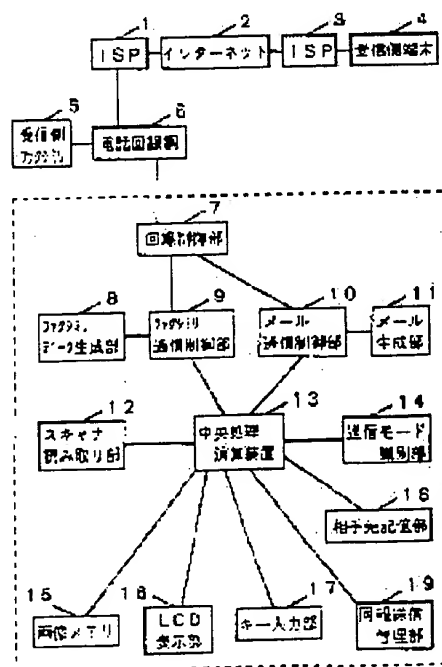 1
2
3
4
ISP
インターネット
ISP
受信側端末
5
6
受信側
ファクシミリ
電話回線網
7
回線制御部
8
9
10
11
ファクシミリ
データ生成部
ファクシミリ
通信制御部
メール
通信制御部
メール
生成部
12
13
14
スキャナ
読み取り部
中央処理
演算装置
送信モード
識別部
18
相手先記憶部
15
16
17
19
画像メモリ
LCD
表示部
キー入力部
同報送信
管理部